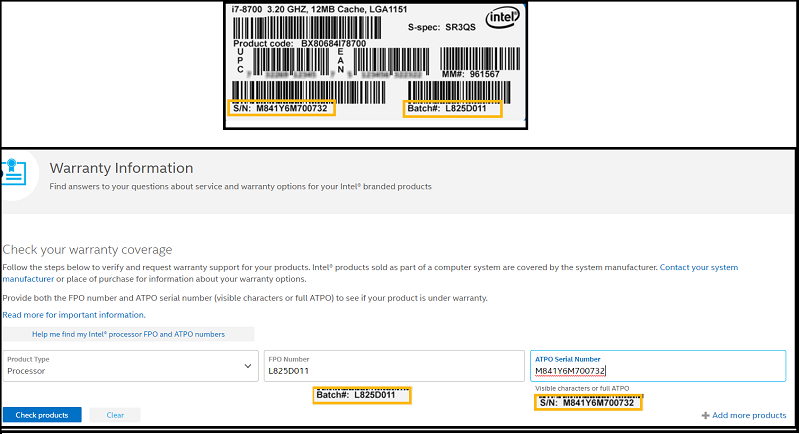 i7-8700 3.20 GHZ, 12MB Cache, LGA1151
intel®
S-spec: SR3QS
Product code: BX80684I78700
UPC
EAN
MM#: 961567
S/N: M841Y6M700732
Batch#: L825D011
Warranty Information
Find answers to your questions about service and warranty options for your Intel® branded products
Check your warranty coverage
Follow the steps below to verify and request warranty support for your products. Intel® products sold as part of a computer system are covered by the system manufacturer. Contact your system
manufacturer or place of purchase for information about your warranty options.
Provide both the FPO number and ATPO serial number (visible characters or full ATPO) to see if your product is under warranty.
Read more for important information.
Help me find my Intel® processor FPO and ATPO numbers
Product Type
Processor
FPO Number
L825D011
ATPO Serial Number
M841Y6M700732
Visible characters or full ATPO
Batch#: L825D011
S/N: M841Y6M700732
Check products
Clear
Add more products